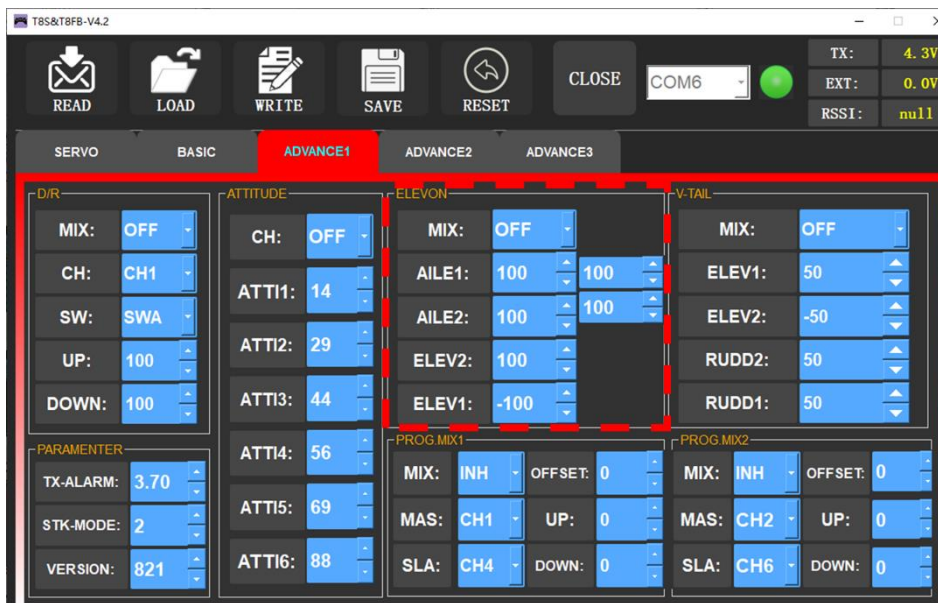 T8S&T8FB-V4.2
READ LOAD WRITE SAVE RESET CLOSE COM6
TX: 4.3V
EXT: 0.0V
RSSI: null
SERVO BASIC ADVANCE1 ADVANCE2 ADVANCE3
D/R
MIX: OFF
CH: CH1
SW: SWA
UP: 100
DOWN: 100
PARAMENTER
TX-ALARM: 3.70
STK-MODE: 2
VERSION: 821
ATTITUDE
CH: OFF
ATTI1: 14
ATTI2: 29
ATTI3: 44
ATTI4: 56
ATTI5: 69
ATTI6: 88
ELEVON
MIX: OFF
AILE1: 100 100
AILE2: 100 100
ELEV2: 100
ELEV1: -100
V-TAIL
MIX: OFF
ELEV1: 50
ELEV2: -50
RUDD2: 50
RUDD1: 50
PROG.MIX1
MIX: INH OFFSET: 0
MAS: CH1 UP: 0
SLA: CH4 DOWN: 0
PROG.MIX2
MIX: INH OFFSET: 0
MAS: CH2 UP: 0
SLA: CH6 DOWN: 0